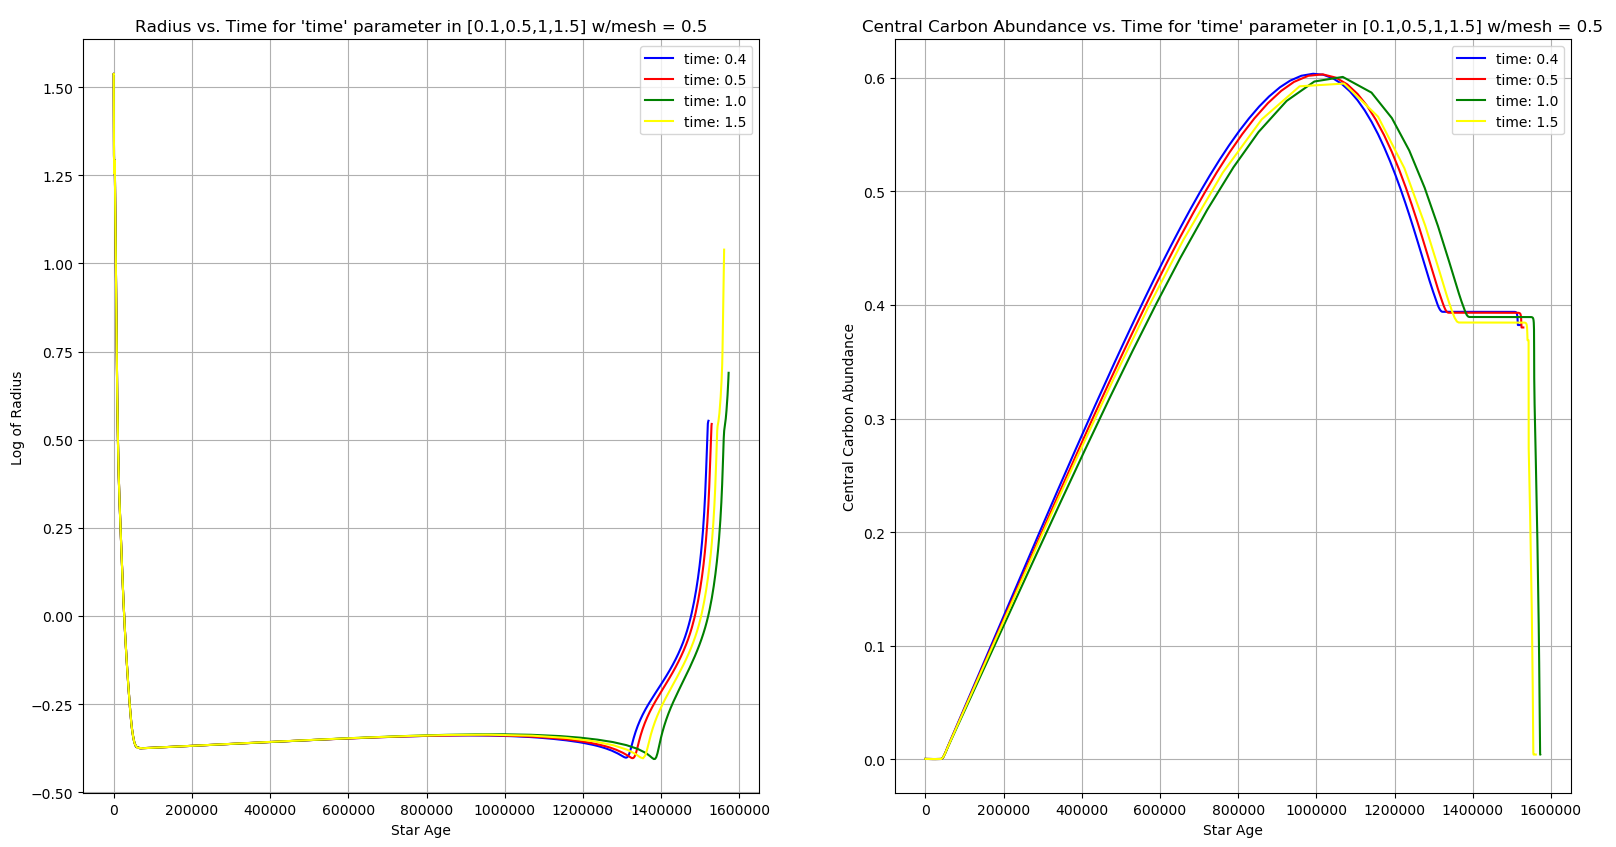 Radius vs. Time for 'time' parameter in [0.1,0.5,1,1.5] w/mesh = 0.5
time: 0.4
time: 0.5
time: 1.0
time: 1.5
1.50
1.25
1.00
0.75
0.50
0.25
0.00
−0.25
−0.50
Log of Radius
0 200000 400000 600000 800000 1000000 1200000 1400000 1600000
Star Age
Central Carbon Abundance vs. Time for 'time' parameter in [0.1,0.5,1,1.5] w/mesh = 0.5
time: 0.4
time: 0.5
time: 1.0
time: 1.5
0.6
0.5
0.4
0.3
0.2
0.1
0.0
Central Carbon Abundance
0 200000 400000 600000 800000 1000000 1200000 1400000 1600000
Star Age